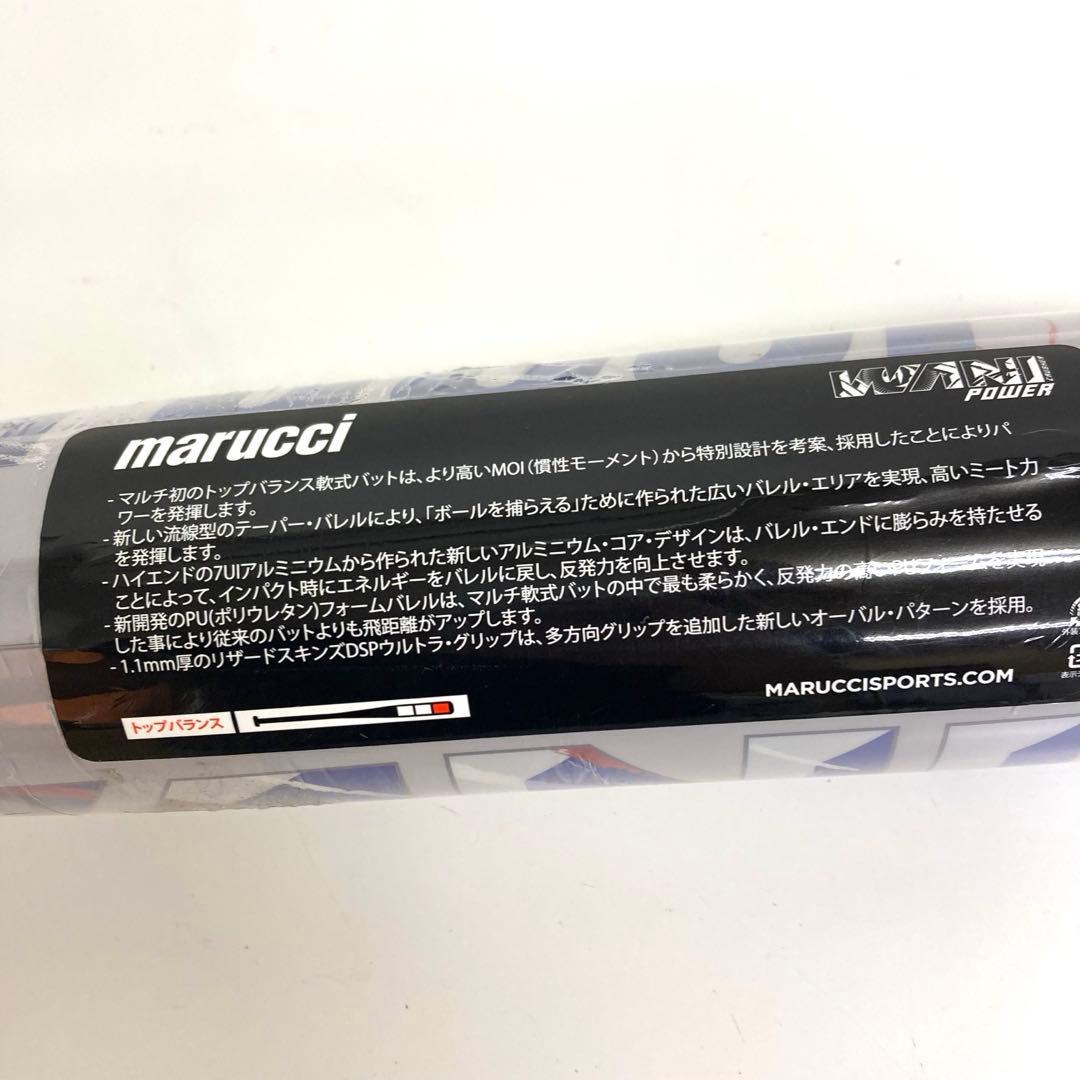 marucci
POWER
- マルチ初のトップバランス軟式バットは、より高いMOI(慣性モーメント)から特別設計を考案、採用したことによりパ
ワーを発揮します。
- 新しい流線型のテーパー・バレルにより、「ボールを捕らえる」ために作られた広いバレル・エリアを実現、高いミート力
を発揮します。
- ハイエンドの7U1アルミニウムから作られた新しいアルミニウム・コア・デザインは、バレル・エンドに膨らみを持たせる
ことによって、インパクト時にエネルギーをバレルに戻し、反発力を向上させます。
- 新開発のPU(ポリウレタン)フォームバレルは、マルチ軟式バットの中で最も柔らかく、反発力の高いPUフォームを実現
した事により従来のバットよりも飛距離がアップします。
- 1.1mm厚のリザードスキンズDSPウルトラ・グリップは、多方向グリップを追加した新しいオーバル・パターンを採用。
MARUCCISPORTS.COM
トップバランス
外装